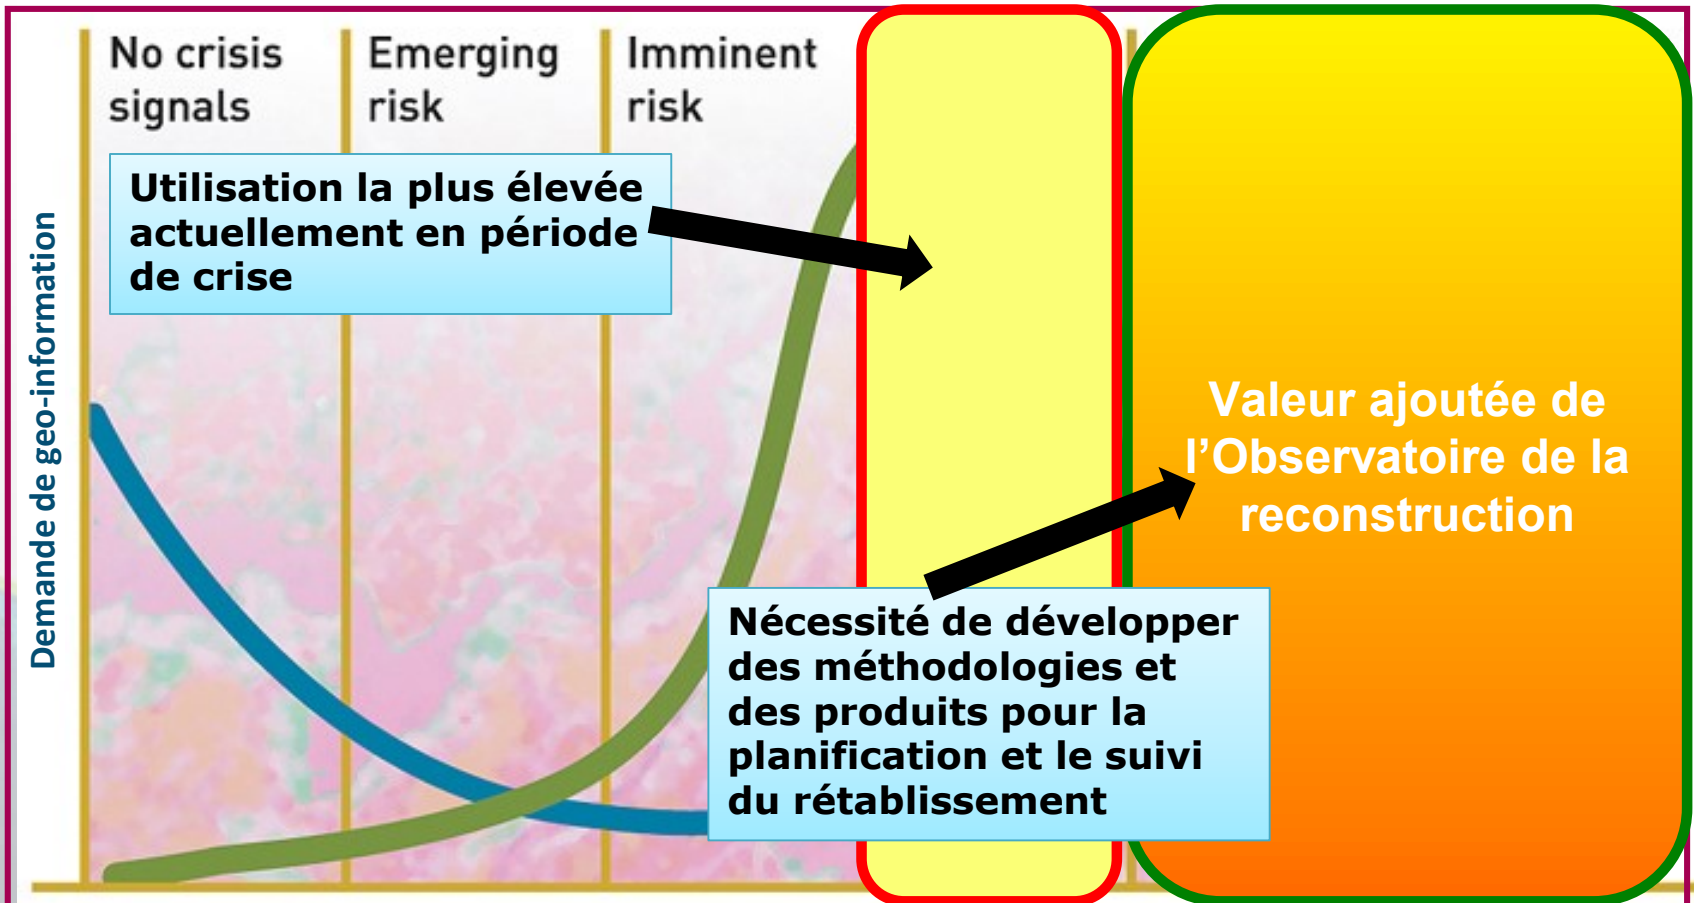 No crisis
signals
Emerging
risk
Imminent
risk
Utilisation la plus élevée
actuellement en période
de crise
Demande de geo-information
Valeur ajoutée de
l’Observatoire de la
reconstruction
Nécessité de développer
des méthodologies et
des produits pour la
planification et le suivi
du rétablissement